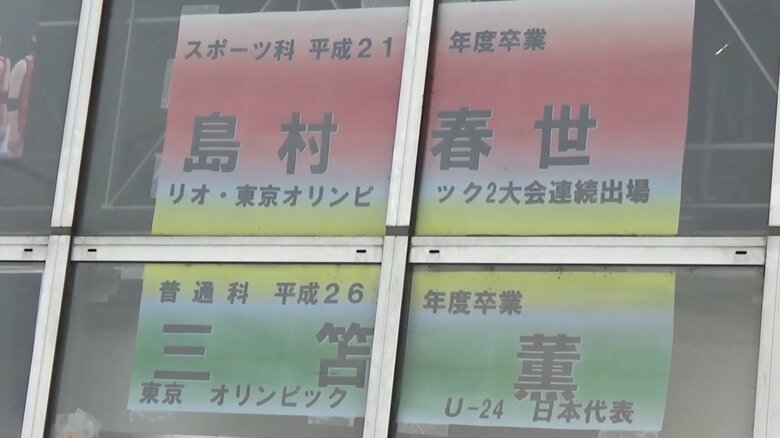 スポーツ科 平成21年度卒業
島村春世
リオ・東京オリンピック2大会連続出場
普通科 平成26年度卒業
三笘薫
東京 オリンピック U-24 日本代表